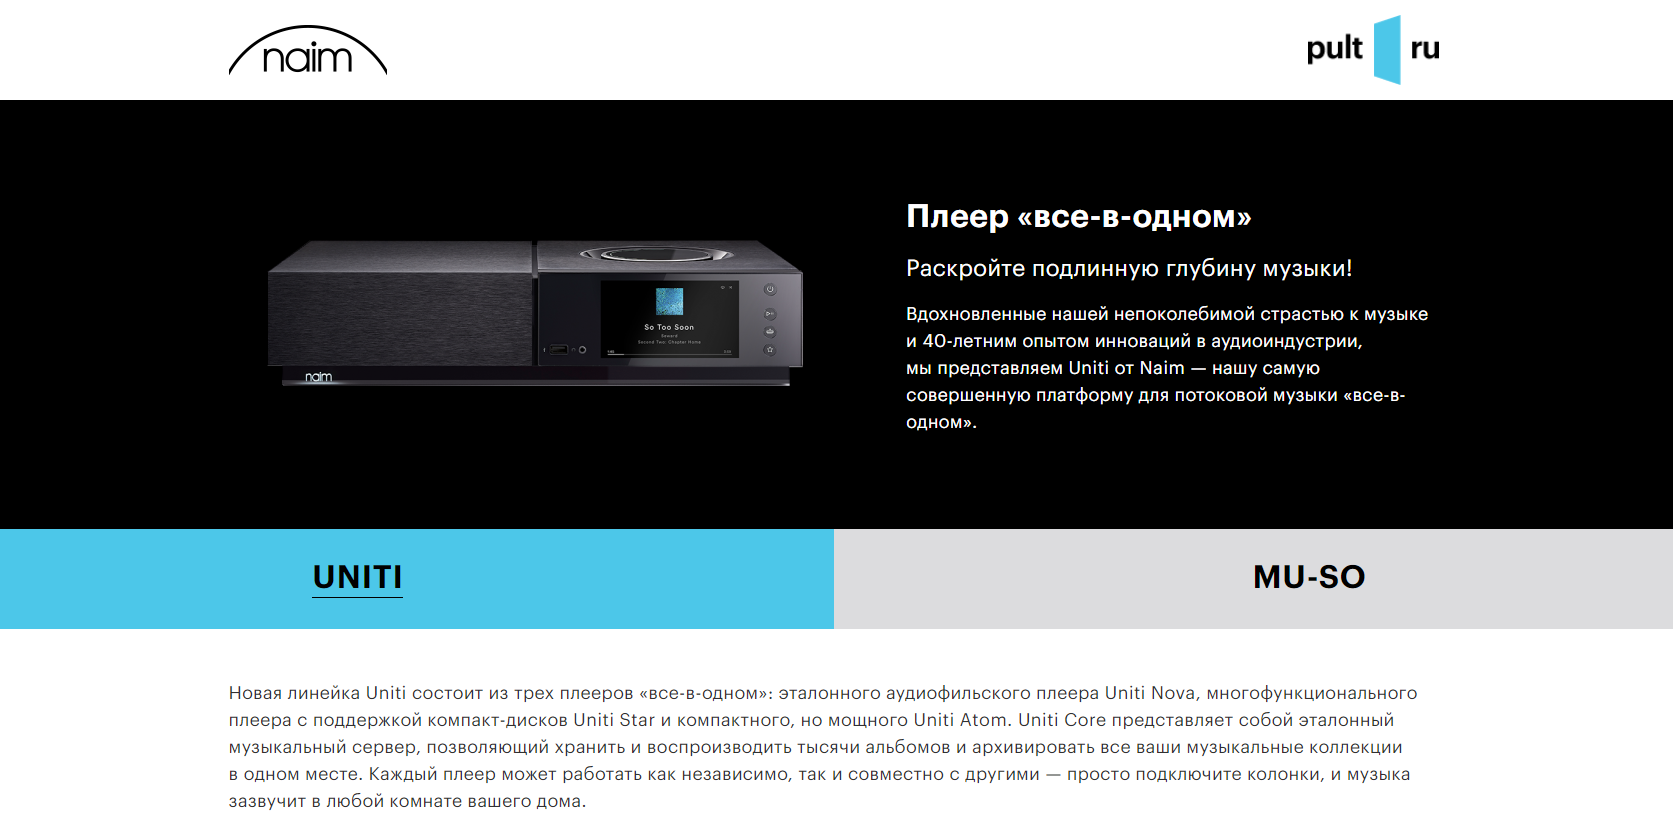 naim
pult ru
Плеер «все-в-одном»
Раскройте подлинную глубину музыки!
Вдохновленные нашей непоколебимой страстью к музыке
и 40-летним опытом инноваций в аудиоиндустрии,
мы представляем Uniti от Naim — нашу самую
совершенную платформу для потоковой музыки «все-в-
одном».
So Too Soon
Second Two: Chapter Home
naim
UNITI
MU-SO
Новая линейка Uniti состоит из трех плееров «все-в-одном»: эталонного аудиофильского плеера Uniti Nova, многофункционального
плеера с поддержкой компакт-дисков Uniti Star и компактного, но мощного Uniti Atom. Uniti Core представляет собой эталонный
музыкальный сервер, позволяющий хранить и воспроизводить тысячи альбомов и архивировать все ваши музыкальные коллекции
в одном месте. Каждый плеер может работать как независимо, так и совместно с другими — просто подключите колонки, и музыка
зазвучит в любой комнате вашего дома.